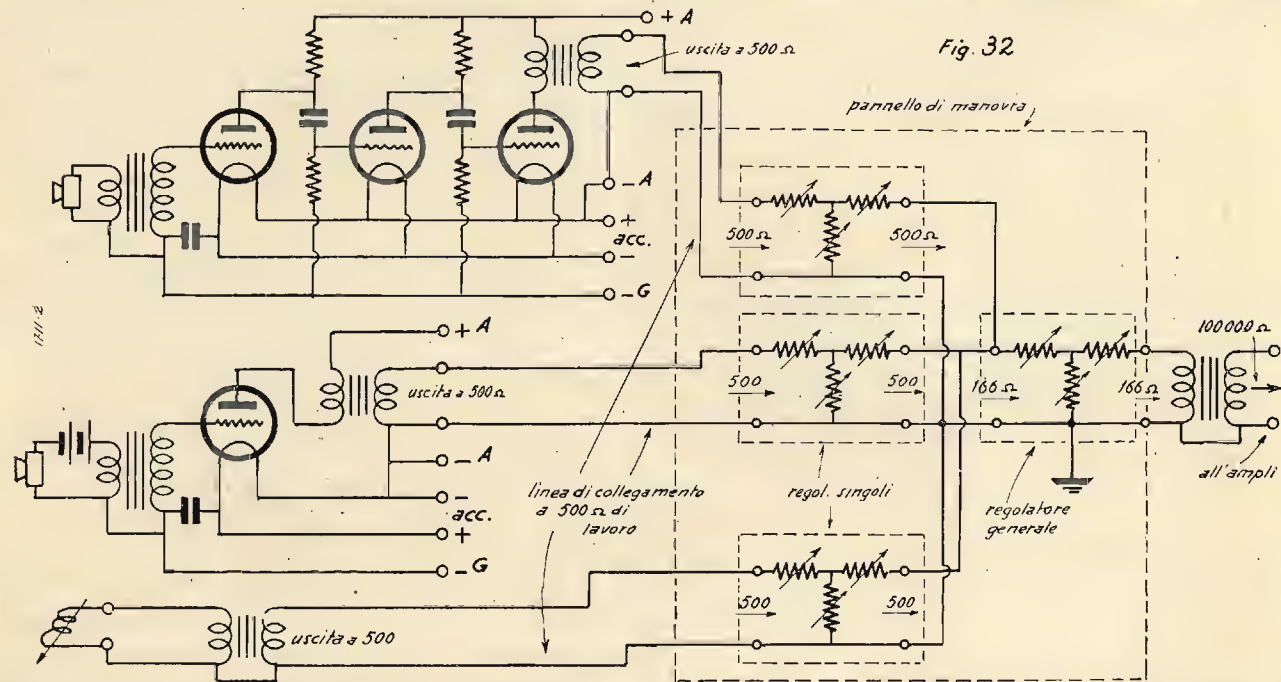 Fig. 32
+ A
uscita a 500 Ω
pannello di manovra
- A
+
acc.
-
- G
500 Ω
500 Ω
+ A
uscita a 500 Ω
- A
-
acc.
+
- G
500
500
166 Ω
166 Ω
100000 Ω
all'ampli
linea di collegamento
a 500 Ω di
lavoro
regol. singoli
regolatore
generale
uscita a 500
500
500